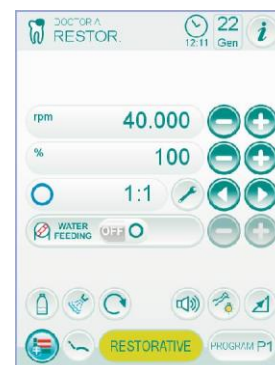 DOCTOR A
RESTOR.
12:11
22
Gen
i
rpm 40.000
% 100
1:1
WATER
FEEDING OFF
RESTORATIVE
PROGRAM P1